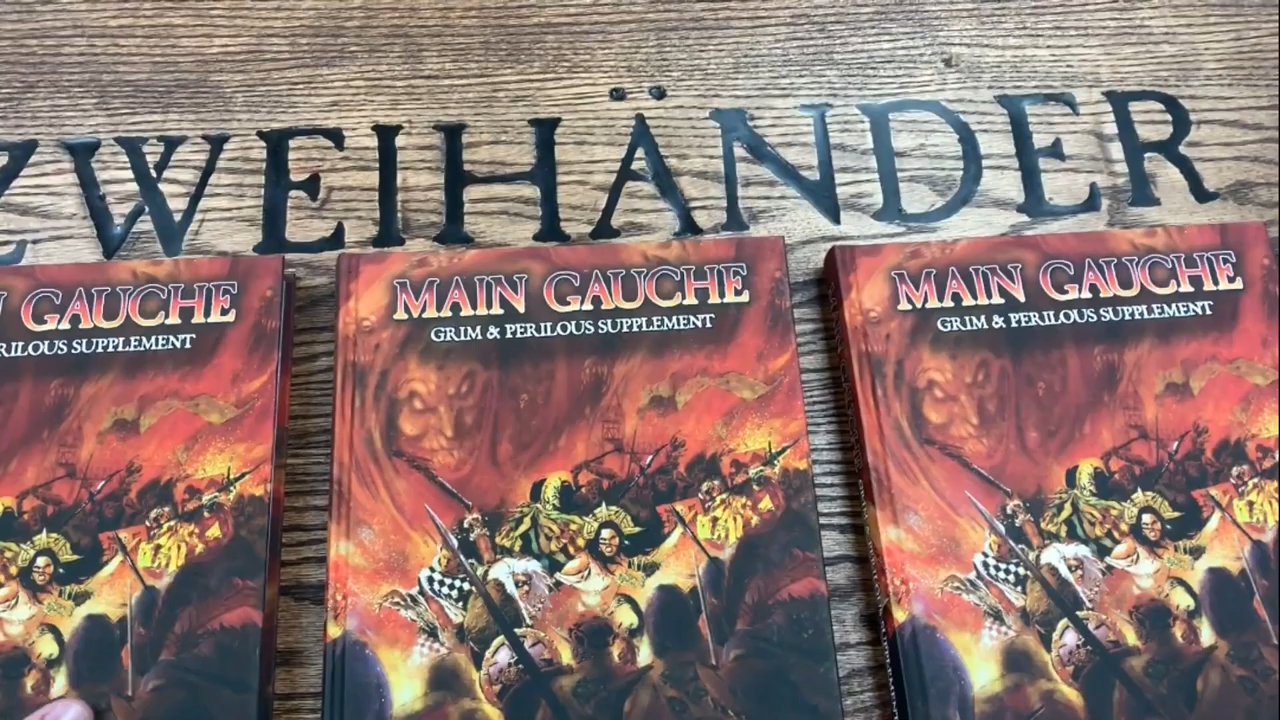 ZWEIHÄNDER
N GAUCHE
RILOUS SUPPLEMENT
MAIN GAUCHE
GRIM & PERILOUS SUPPLEMENT
MAIN GAUCHE
GRIM & PERILOUS SUPPLEMENT